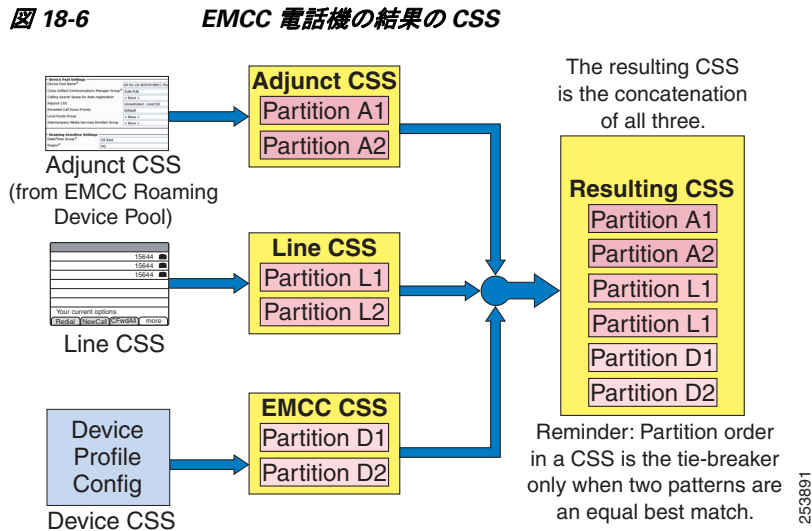 図 18-6 EMCC 電話機の結果の CSS
Device Pool Settings
Adjunct CSS
(from EMCC Roaming
Device Pool)
15644
15644
15644
Your current options
Redial NewCall CFwdAll more
Line CSS
Device
Profile
Config
Device CSS
Adjunct CSS
Partition A1
Partition A2
Line CSS
Partition L1
Partition L2
EMCC CSS
Partition D1
Partition D2
The resulting CSS
is the concatenation
of all three.
Resulting CSS
Partition A1
Partition A2
Partition L1
Partition L1
Partition D1
Partition D2
Reminder: Partition order
in a CSS is the tie-breaker
only when two patterns are
an equal best match.
253891